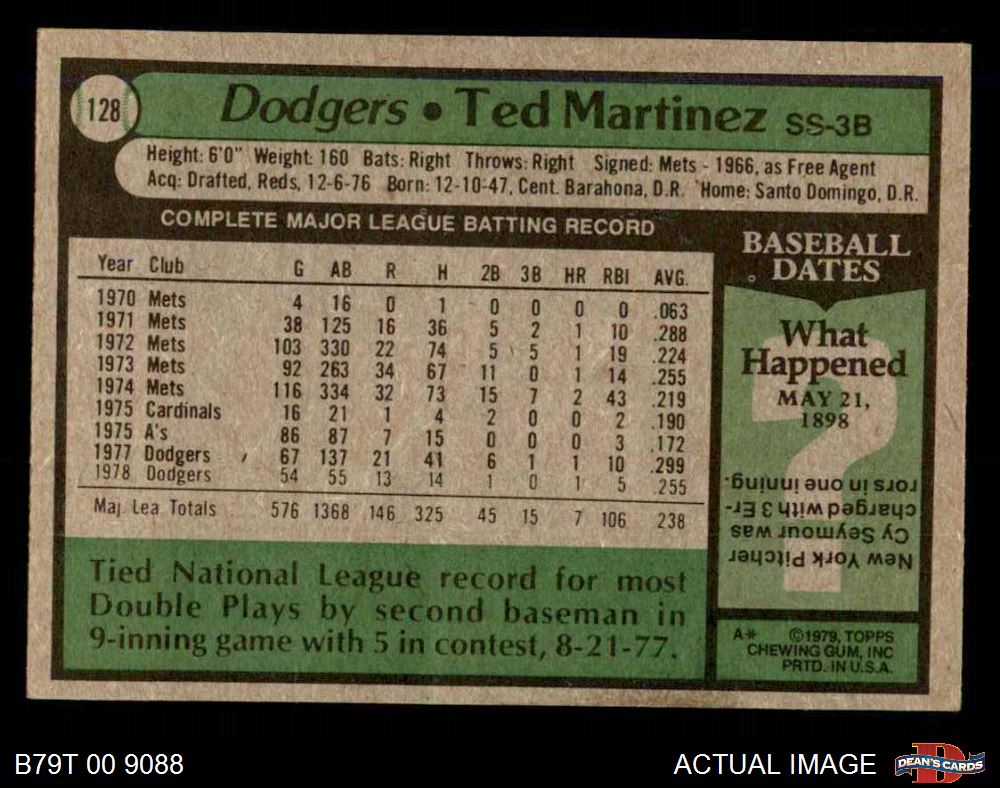 128
Dodgers • Ted Martinez SS-3B
Height: 6'0" Weight: 160 Bats: Right Throws: Right Signed: Mets - 1966, as Free Agent
Acq: Drafted, Reds, 12-6-76 Born: 12-10-47, Cent. Barahona, D.R. Home: Santo Domingo, D.R.
COMPLETE MAJOR LEAGUE BATTING RECORD
Year Club G AB R H 2B 3B HR RBI AVG.
1970 Mets 4 16 0 1 0 0 0 0 .063
1971 Mets 38 125 16 36 5 2 1 10 .288
1972 Mets 103 330 22 74 5 5 1 19 .224
1973 Mets 92 263 34 67 11 0 1 14 .255
1974 Mets 116 334 32 73 15 7 2 43 .219
1975 Cardinals 16 21 1 4 2 0 0 2 .190
1975 A's 86 87 7 15 0 0 0 3 .172
1977 Dodgers 67 137 21 41 6 1 1 10 .299
1978 Dodgers 54 55 13 14 1 0 1 5 .255
Maj. Lea. Totals 576 1368 146 325 45 15 7 106 .238
Tied National League record for most
Double Plays by second baseman in
9-inning game with 5 in contest, 8-21-77.
BASEBALL
DATES
What
Happened
MAY 21,
1898
?
New York Pitcher
Cy Seymour was
charged with 3 Er-
rors in one inning.
A* ©1979, TOPPS
CHEWING GUM, INC
PRTD. IN U.S.A.
B79T 00 9088
ACTUAL IMAGE
D
DEAN'S CARDS